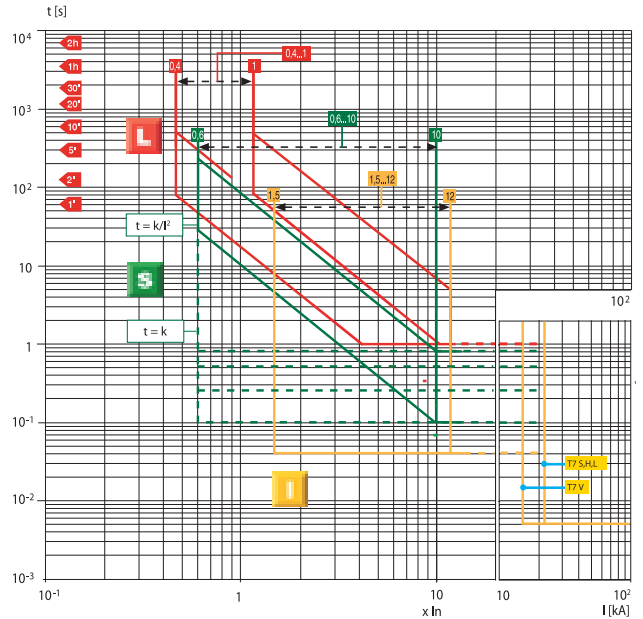 t [s]
10⁴
2h
1h
0,4
0,4...1
1
30'
20'
10³
10'
L
0,6
0,6...10
10
5'
2'
1,5...12
10²
1,5
12
1'
t = k/I²
10
S
10²
t = k
1
10⁻¹
T7 S,H,L
T7 V
I
10⁻²
10⁻³
10⁻¹
1
10
10
10²
x In
I [kA]